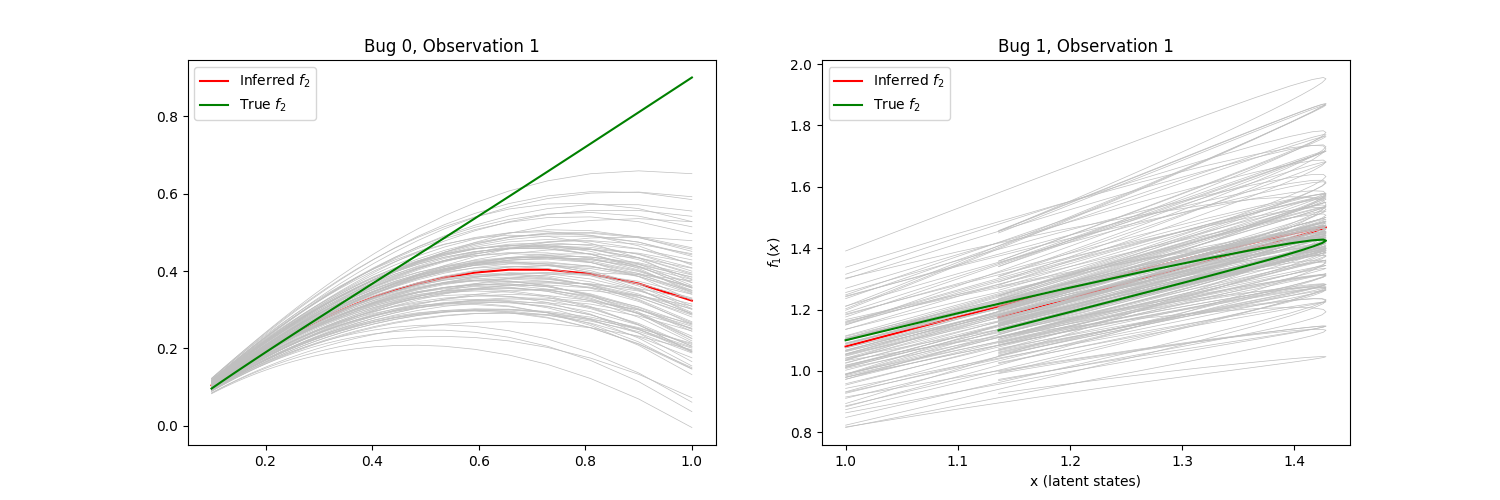 Bug 0, Observation 1
Inferred f₂
True f₂
0.8
0.6
0.4
0.2
0.0
0.2
0.4
0.6
0.8
1.0
Bug 1, Observation 1
Inferred f₂
True f₂
f₁(x)
2.0
1.8
1.6
1.4
1.2
1.0
0.8
1.0
1.1
1.2
1.3
1.4
x (latent states)